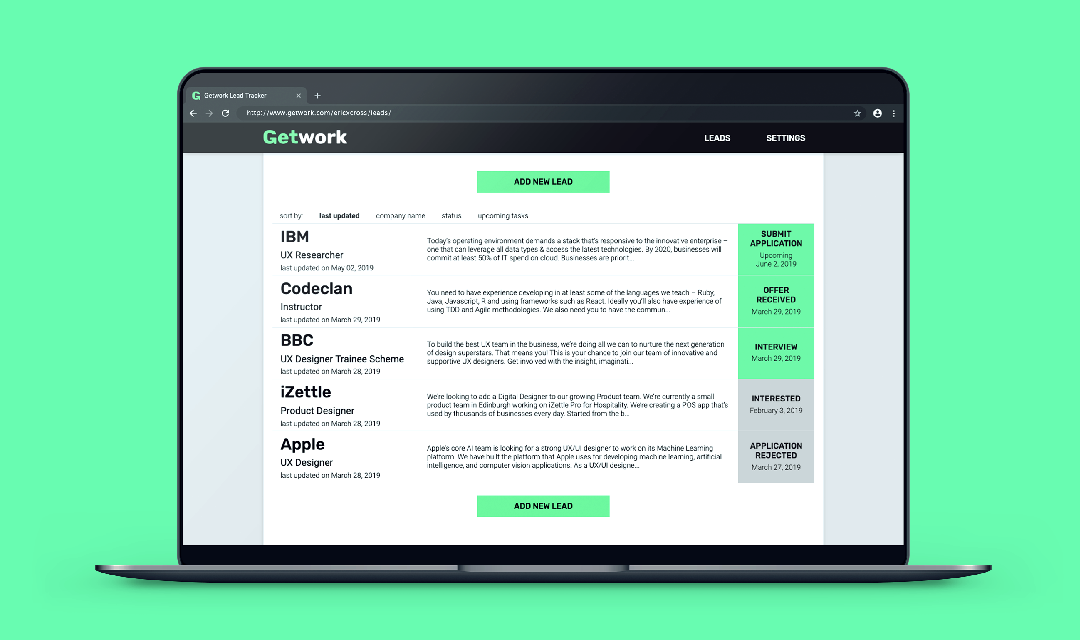 Getwork Lead Tracker
http://www.getwork.com/ericxcross/leads/
Getwork
LEADS
SETTINGS
ADD NEW LEAD
sort by:
last updated
company name
status
upcoming tasks
IBM
UX Researcher
last updated on May 02, 2019
Today's operating environment demands a stack that's responsive to the innovative enterprise –
one that can leverage all data types & access the latest technologies. By 2020, businesses will
commit at least 50% of IT spend on cloud. Businesses are priorit...
SUBMIT
APPLICATION
Upcoming
June 2, 2019
Codeclan
Instructor
last updated on March 29, 2019
You need to have experience developing in at least some of the languages we teach – Ruby,
Java, Javascript, R and using frameworks such as React. Ideally you'll also have experience of
using TDD and Agile methodologies. We also need you to have the commun...
OFFER
RECEIVED
March 29, 2019
BBC
UX Designer Trainee Scheme
last updated on March 28, 2019
To build the best UX team in the business, we're doing all we can to nurture the next generation
of design superstars. That means you! This is your chance to join our team of innovative and
supportive UX designers. Get involved with the insight, imaginati...
INTERVIEW
March 29, 2019
iZettle
Product Designer
last updated on March 28, 2019
We're looking to add a Digital Designer to our growing Product team. We're currently a small
product team in Edinburgh working on iZettle Pro for Hospitality. We're creating a POS app that's
used by thousands of businesses every day. Started from the b...
INTERESTED
February 3, 2019
Apple
UX Designer
last updated on March 28, 2019
Apple's core AI team is looking for a strong UX/UI designer to work on its Machine Learning
platform. We have built the platform that Apple uses for developing machine learning, artificial
intelligence, and computer vision applications. As a UX/UI designe...
APPLICATION
REJECTED
March 27, 2019
ADD NEW LEAD